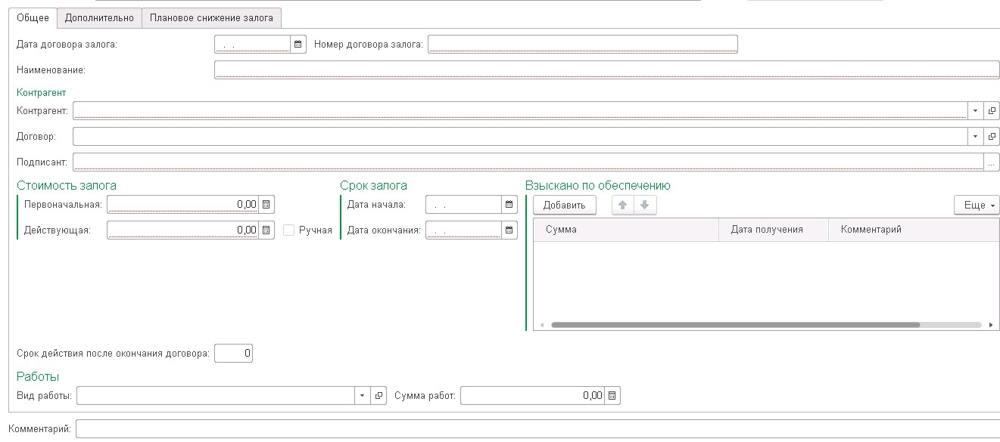 Общее Дополнительно Плановое снижение залога
Дата договора залога: . . Номер договора залога:
Наименование:
Контрагент
Контрагент:
Договор:
Подписант: ...
Стоимость залога Срок залога Взыскано по обеспечению
Первоначальная: 0,00 Дата начала: . . Добавить Еще
Действующая: 0,00 Ручная Дата окончания: . . Сумма Дата получения Комментарий
Срок действия после окончания договора: 0
Работы
Вид работы: Сумма работ: 0,00
Комментарий: